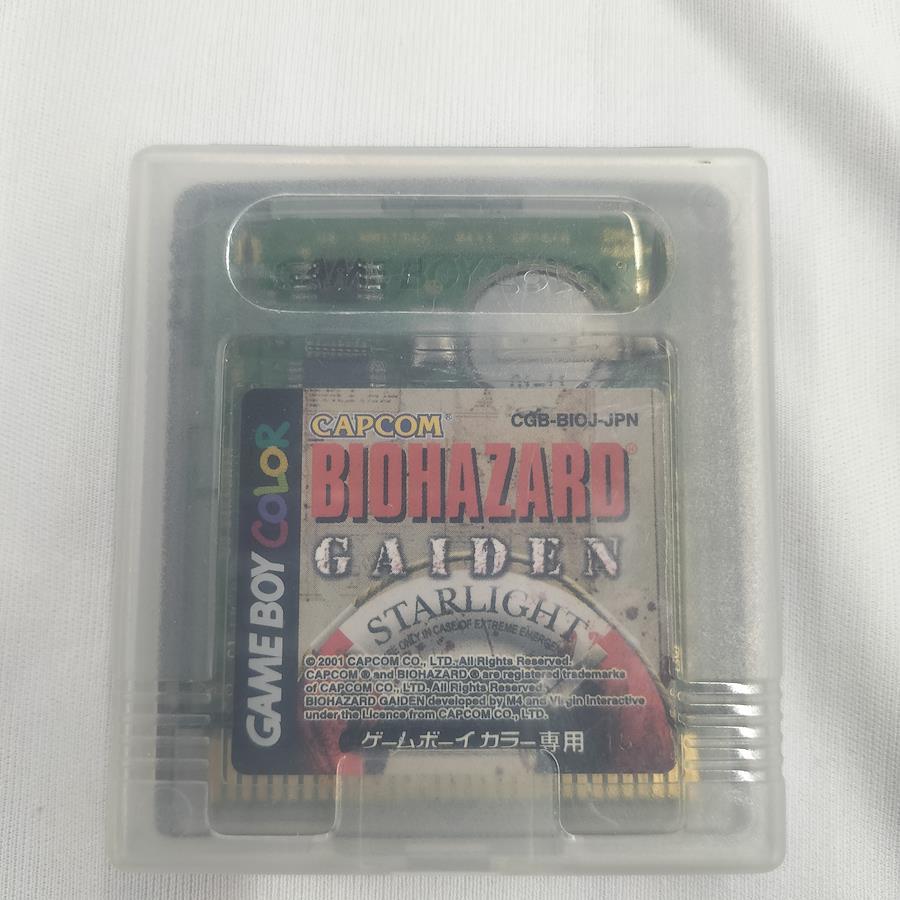 GAME BOY COLOR
CAPCOM®
CGB-BIOJ-JPN
BIOHAZARD®
GAIDEN
STARLIGHT
ONLY IN CASE OF EXTREME
© 2001 CAPCOM CO., LTD. All Rights Reserved.
CAPCOM ® and BIOHAZARD ® are registered trademarks
of CAPCOM CO., LTD. All Rights Reserved.
BIOHAZARD GAIDEN developed by M4 and Virgin Interactive
under the Licence from CAPCOM CO., LTD.
ゲームボーイカラー専用
GAME BOY COLOR